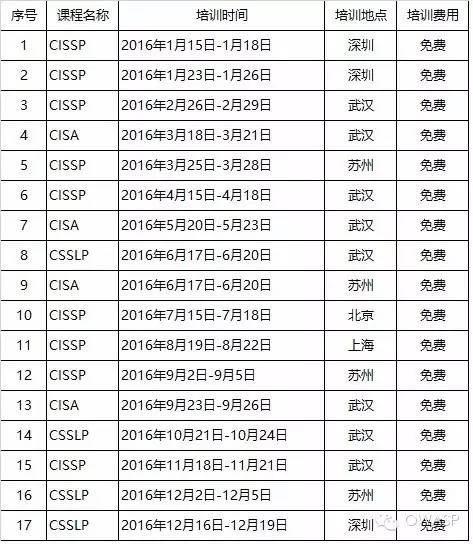 序号 课程名称 培训时间 培训地点 培训费用
1 CISSP 2016年1月15日-1月18日 深圳 免费
2 CISSP 2016年1月23日-1月26日 深圳 免费
3 CISSP 2016年2月26日-2月29日 武汉 免费
4 CISA 2016年3月18日-3月21日 武汉 免费
5 CISSP 2016年3月25日-3月28日 苏州 免费
6 CISSP 2016年4月15日-4月18日 武汉 免费
7 CISA 2016年5月20日-5月23日 武汉 免费
8 CSSLP 2016年6月17日-6月20日 武汉 免费
9 CISA 2016年6月17日-6月20日 苏州 免费
10 CISSP 2016年7月15日-7月18日 北京 免费
11 CISSP 2016年8月19日-8月22日 上海 免费
12 CISSP 2016年9月2日-9月5日 苏州 免费
13 CISA 2016年9月23日-9月26日 武汉 免费
14 CSSLP 2016年10月21日-10月24日 武汉 免费
15 CISSP 2016年11月18日-11月21日 武汉 免费
16 CSSLP 2016年12月2日-12月5日 苏州 免费
17 CSSLP 2016年12月16日-12月19日 深圳 免费
OWASP